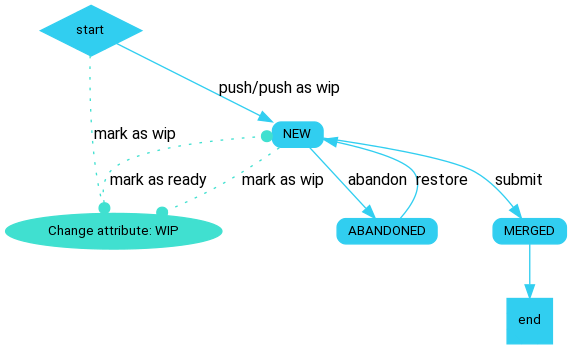 start
push/push as wip
mark as wip
NEW
mark as ready
mark as wip
abandon
restore
submit
Change attribute: WIP
ABANDONED
MERGED
end